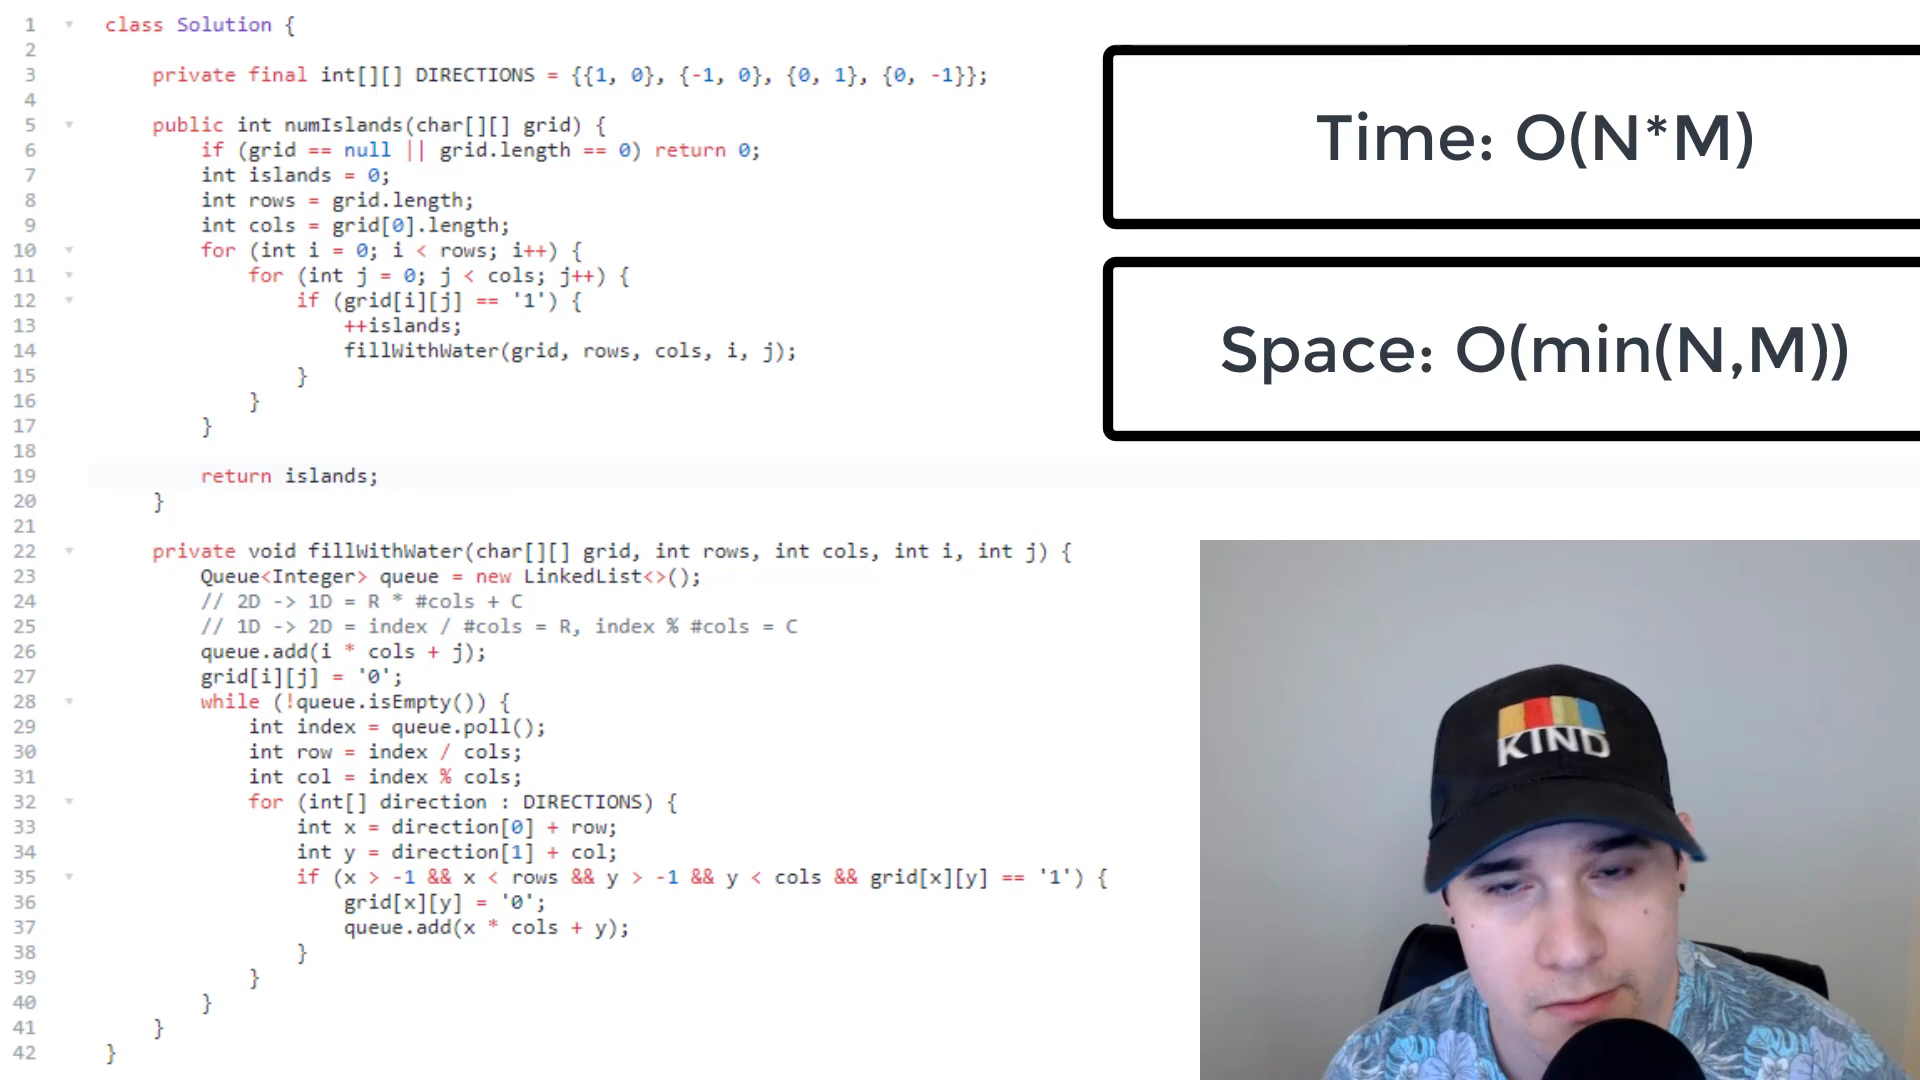 1 class Solution {
2
3 private final int[][] DIRECTIONS = {{1, 0}, {-1, 0}, {0, 1}, {0, -1}};
4
5 public int numIslands(char[][] grid) {
6 if (grid == null || grid.length == 0) return 0;
7 int islands = 0;
8 int rows = grid.length;
9 int cols = grid[0].length;
10 for (int i = 0; i < rows; i++) {
11 for (int j = 0; j < cols; j++) {
12 if (grid[i][j] == '1') {
13 ++islands;
14 fillWithWater(grid, rows, cols, i, j);
15 }
16 }
17 }
18
19 return islands;
20 }
21
22 private void fillWithWater(char[][] grid, int rows, int cols, int i, int j) {
23 Queue<Integer> queue = new LinkedList<>();
24 // 2D -> 1D = R * #cols + C
25 // 1D -> 2D = index / #cols = R, index % #cols = C
26 queue.add(i * cols + j);
27 grid[i][j] = '0';
28 while (!queue.isEmpty()) {
29 int index = queue.poll();
30 int row = index / cols;
31 int col = index % cols;
32 for (int[] direction : DIRECTIONS) {
33 int x = direction[0] + row;
34 int y = direction[1] + col;
35 if (x > -1 && x < rows && y > -1 && y < cols && grid[x][y] == '1') {
36 grid[x][y] = '0';
37 queue.add(x * cols + y);
38 }
39 }
40 }
41 }
42 }
Time: O(N*M)
Space: O(min(N,M))
KIND